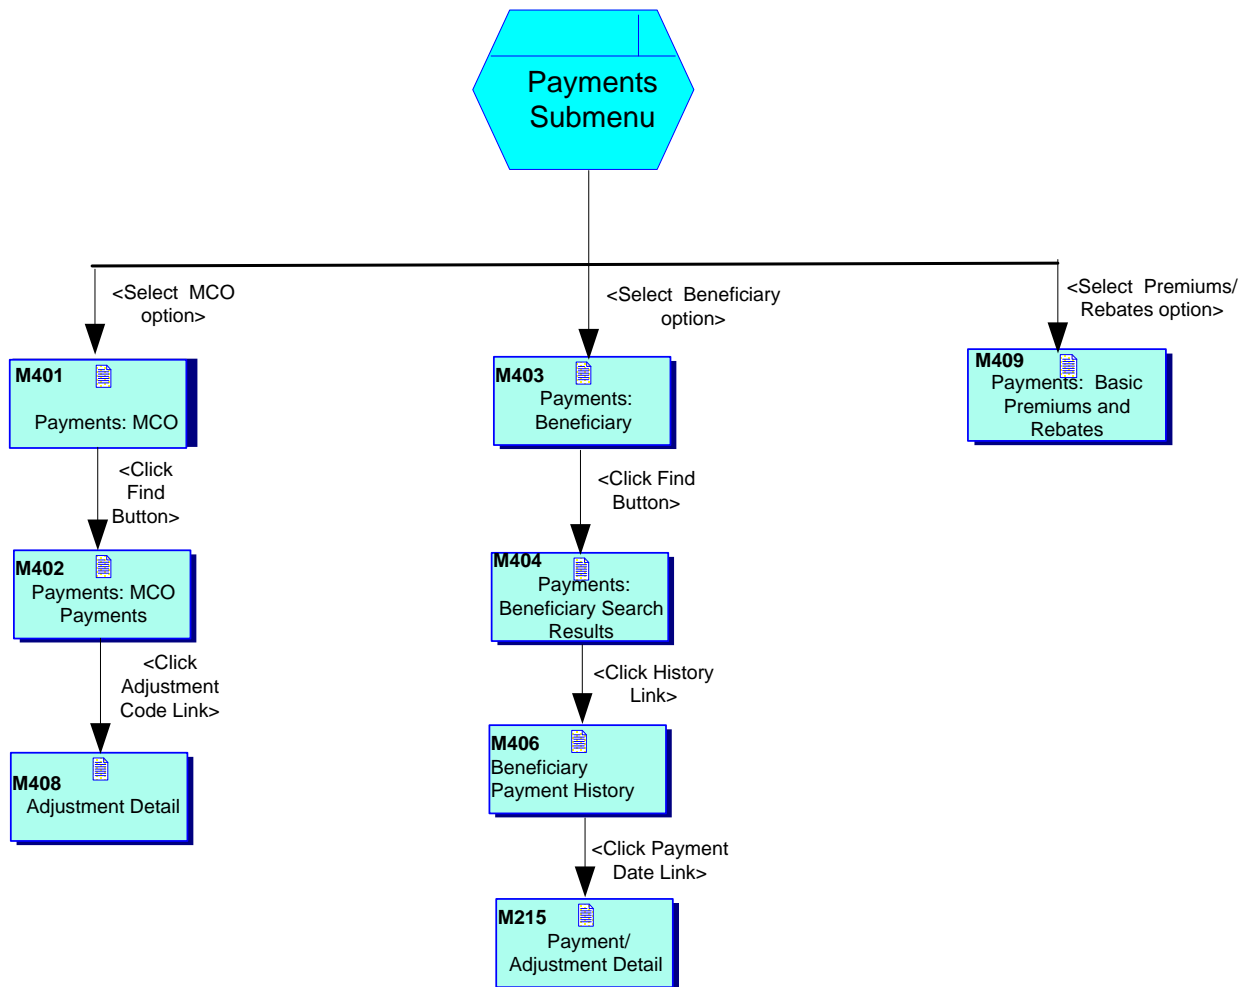 Payments
Submenu
<Select MCO
option>
<Select Beneficiary
option>
<Select Premiums/
Rebates option>
M401
Payments: MCO
M403
Payments:
Beneficiary
M409
Payments: Basic
Premiums and
Rebates
<Click
Find
Button>
<Click Find
Button>
M402
Payments: MCO
Payments
M404
Payments:
Beneficiary Search
Results
<Click
Adjustment
Code Link>
<Click History
Link>
M408
Adjustment Detail
M406
Beneficiary
Payment History
<Click Payment
Date Link>
M215
Payment/
Adjustment Detail